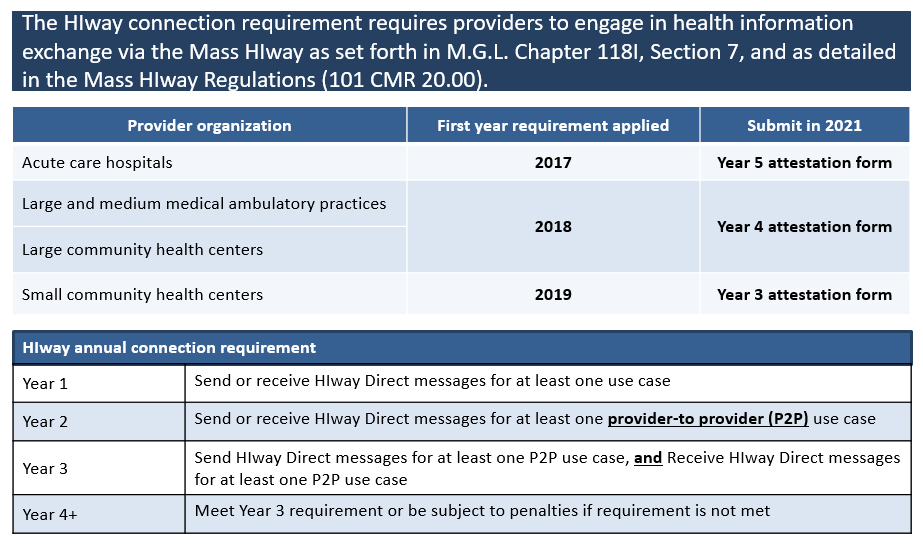 The HIway connection requirement requires providers to engage in health information
exchange via the Mass HIway as set forth in M.G.L. Chapter 118I, Section 7, and as detailed
in the Mass HIway Regulations (101 CMR 20.00).
Provider organization First year requirement applied Submit in 2021
Acute care hospitals 2017 Year 5 attestation form
Large and medium medical ambulatory practices
2018 Year 4 attestation form
Large community health centers
Small community health centers 2019 Year 3 attestation form
HIway annual connection requirement
Year 1 Send or receive HIway Direct messages for at least one use case
Year 2 Send or receive HIway Direct messages for at least one provider-to provider (P2P) use case
Year 3 Send HIway Direct messages for at least one P2P use case, and Receive HIway Direct messages
for at least one P2P use case
Year 4+ Meet Year 3 requirement or be subject to penalties if requirement is not met